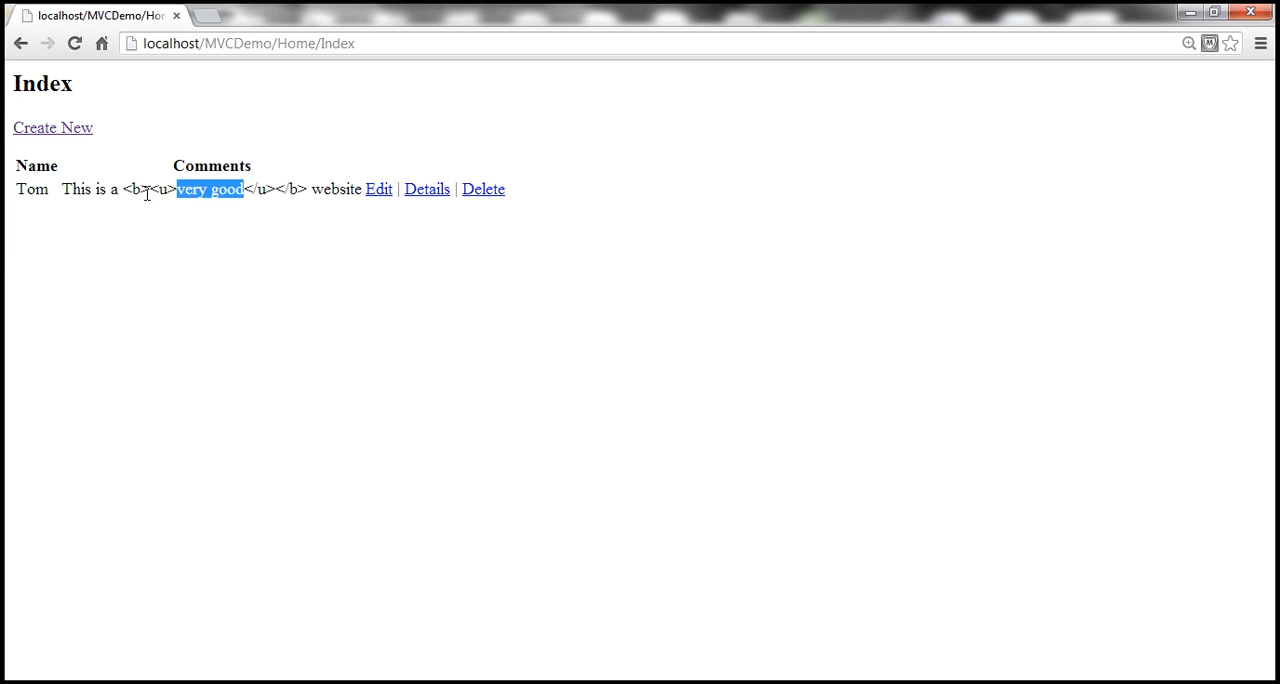 localhost/MVCDemo/Hor
localhost/MVCDemo/Home/Index
Index
Create New
Name Comments
Tom This is a <b><u>very good</u></b> website Edit | Details | Delete